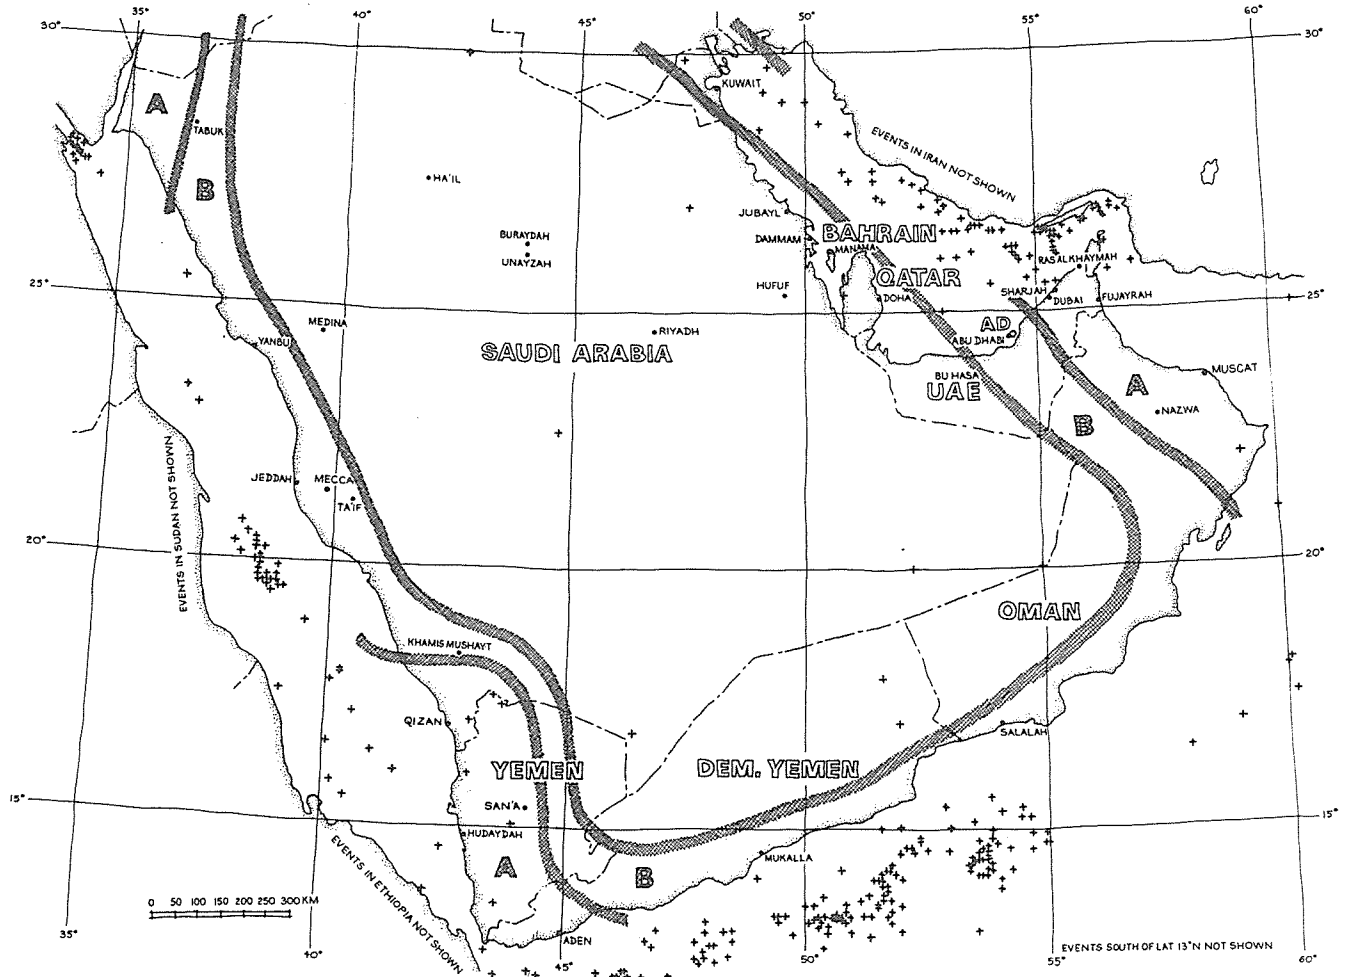 30°
40°
45°
50°
55°
60°
30°
KUWAIT
A
TABUK
EVENTS IN IRAN NOT SHOWN
HA'IL
B
JUBAYL
BURAYDAH
DAMMAM
BAHRAIN
MANAMA
UNAYZAH
RAS AL KHAYMAH
QATAR
HUFUF
DOHA
SHARJAH
DUBAI
FUJAYRAH
25°
25°
MEDINA
RIYADH
AD
YANBU
ABU DHABI
SAUDI ARABIA
BU HASA
MUSCAT
UAE
A
NAZWA
B
EVENTS IN SUDAN NOT SHOWN
JEDDAH
MECCA
TA'IF
20°
20°
OMAN
KHAMIS MUSHAYT
QIZAN
SALALAH
YEMEN
DEM. YEMEN
SAN'A
15°
15°
HUDAYDAH
EVENTS IN ETHIOPIA NOT SHOWN
MUKALLA
A
B
0 50 100 150 200 250 300 KM
35°
40°
ADEN
45°
50°
55°
60°
EVENTS SOUTH OF LAT 13°N NOT SHOWN